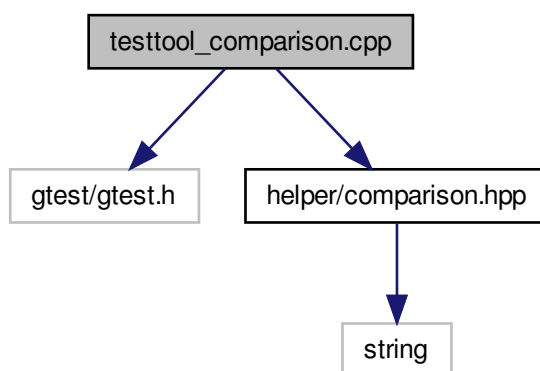 testtool_comparison.cpp
gtest/gtest.h
helper/comparison.hpp
string